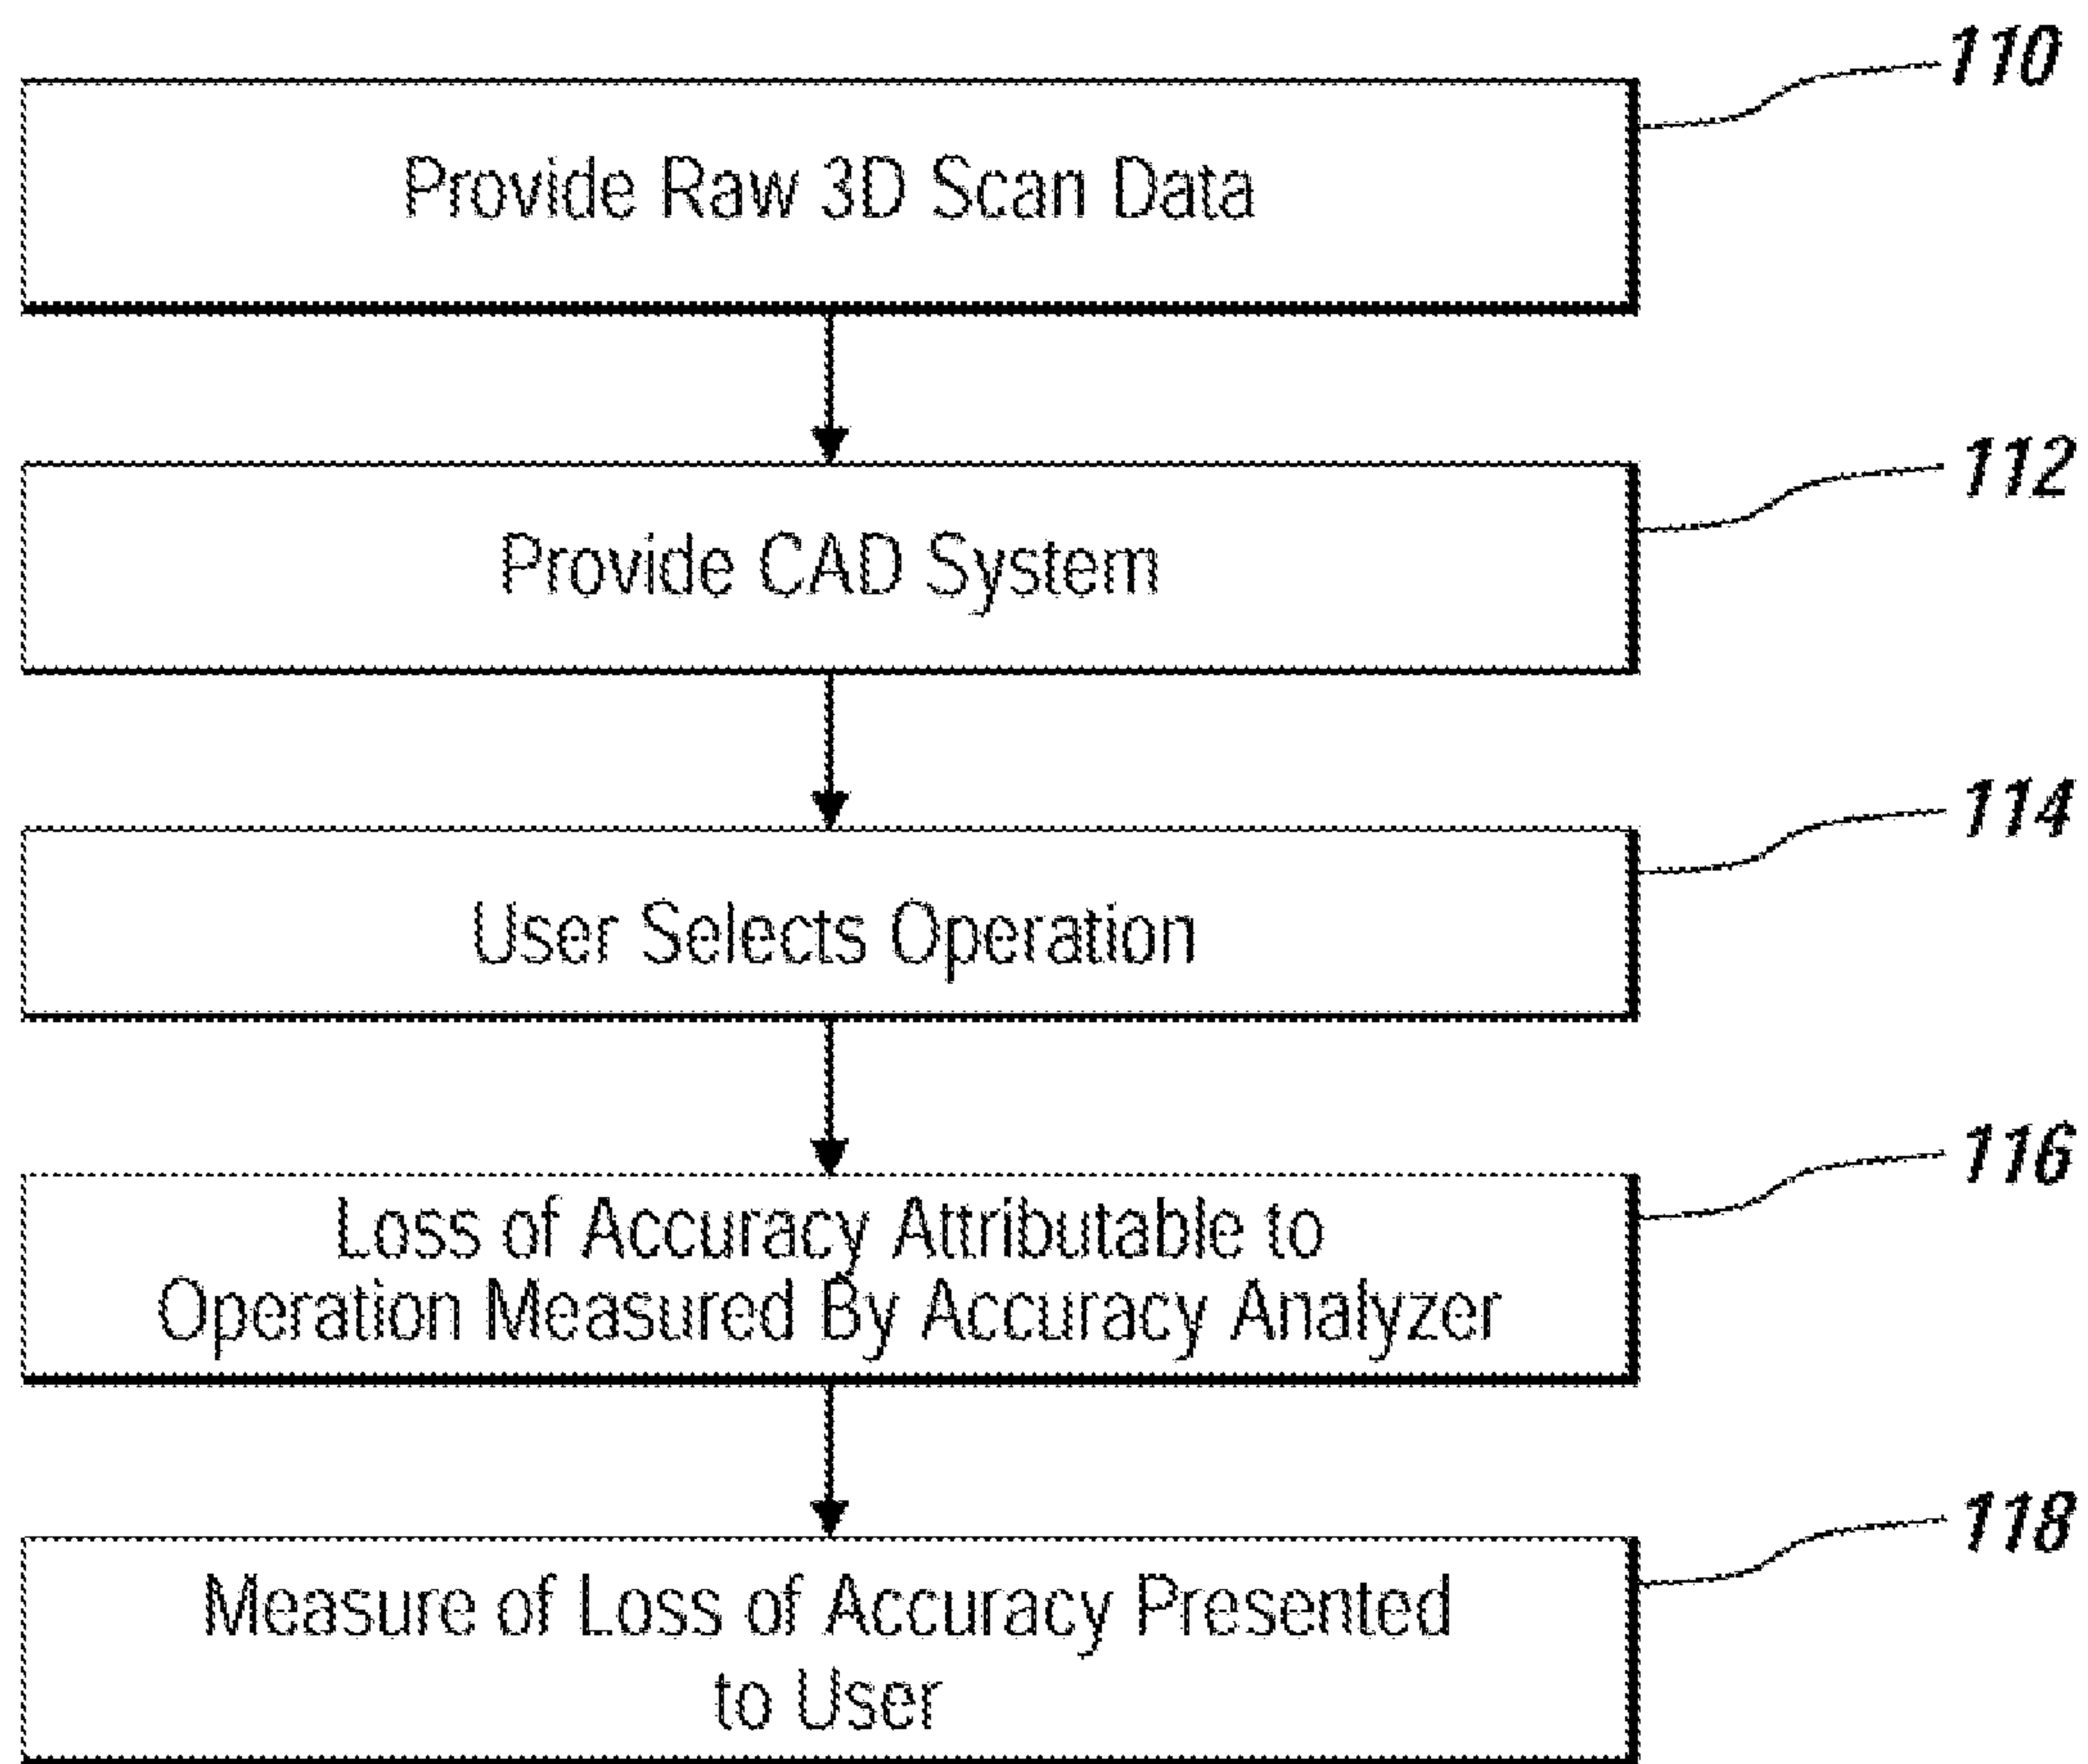 110
Provide Raw 3D Scan Data
112
Provide CAD System
114
User Selects Operation
116
Loss of Accuracy Attributable to
Operation Measured By Accuracy Analyzer
118
Measure of Loss of Accuracy Presented
to User